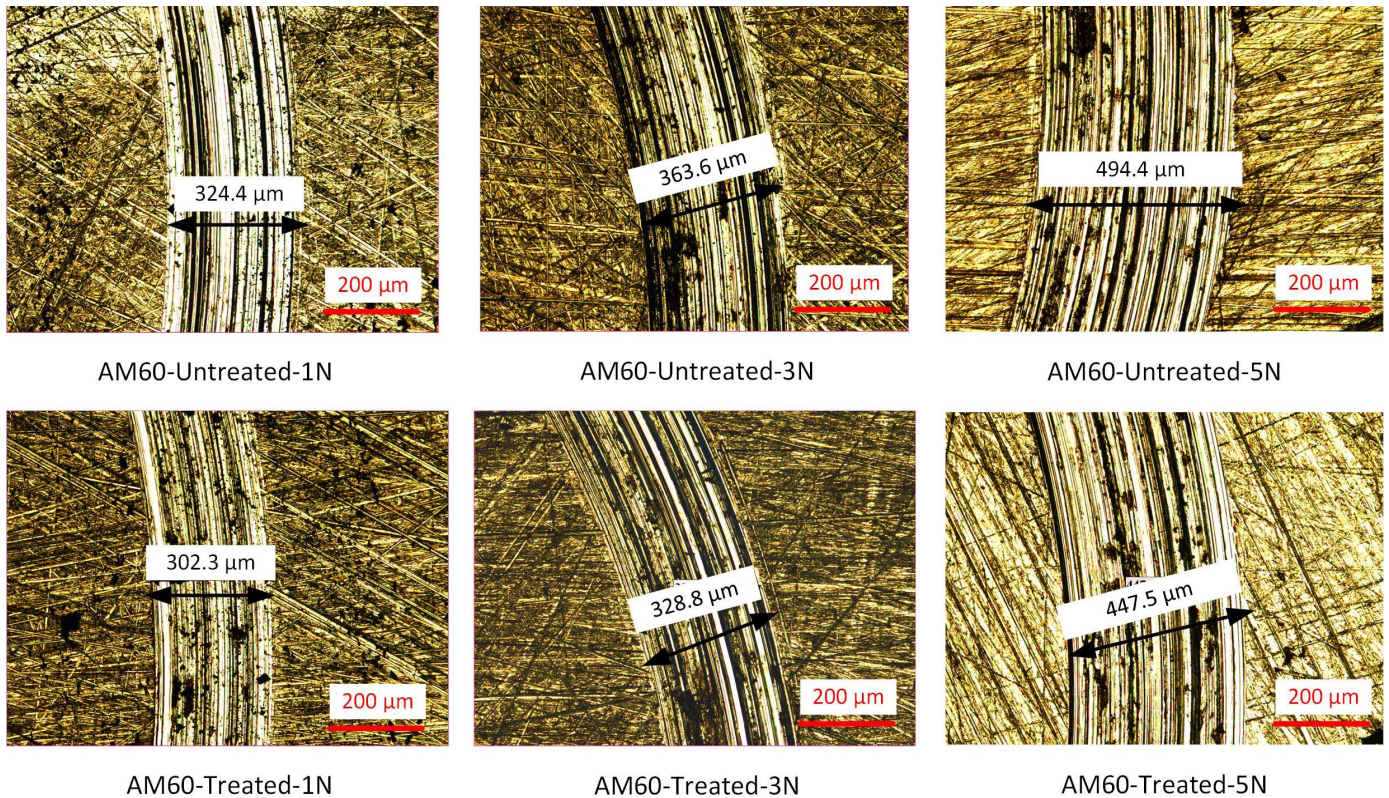 324.4 µm
200 µm
363.6 µm
200 µm
494.4 µm
200 µm
AM60-Untreated-1N
AM60-Untreated-3N
AM60-Untreated-5N
302.3 µm
200 µm
328.8 µm
200 µm
447.5 µm
200 µm
AM60-Treated-1N
AM60-Treated-3N
AM60-Treated-5N